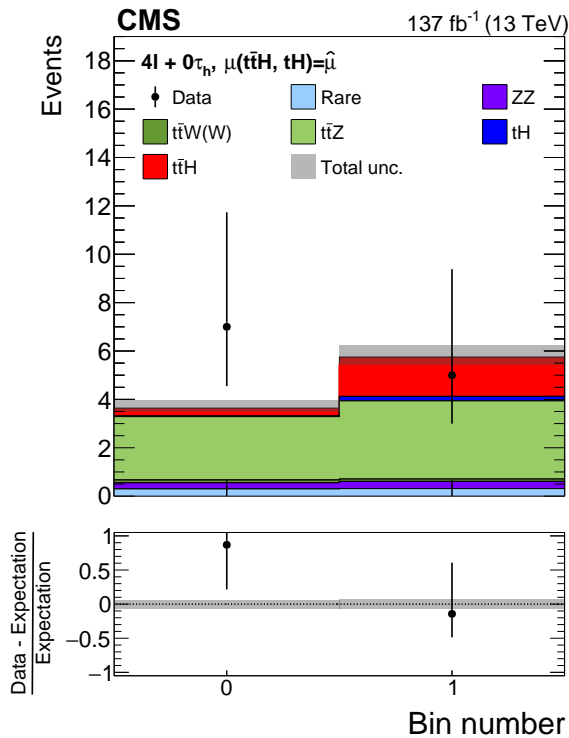 CMS 137 fb⁻¹ (13 TeV)
4l + 0τₕ, μ(tt̄H, tH)=μ̂
Data Rare ZZ
tt̄W(W) tt̄Z tH
tt̄H Total unc.
Events
18
16
14
12
10
8
6
4
2
0
Data - Expectation
Expectation
1
0.5
0
−0.5
−1
0 1
Bin number